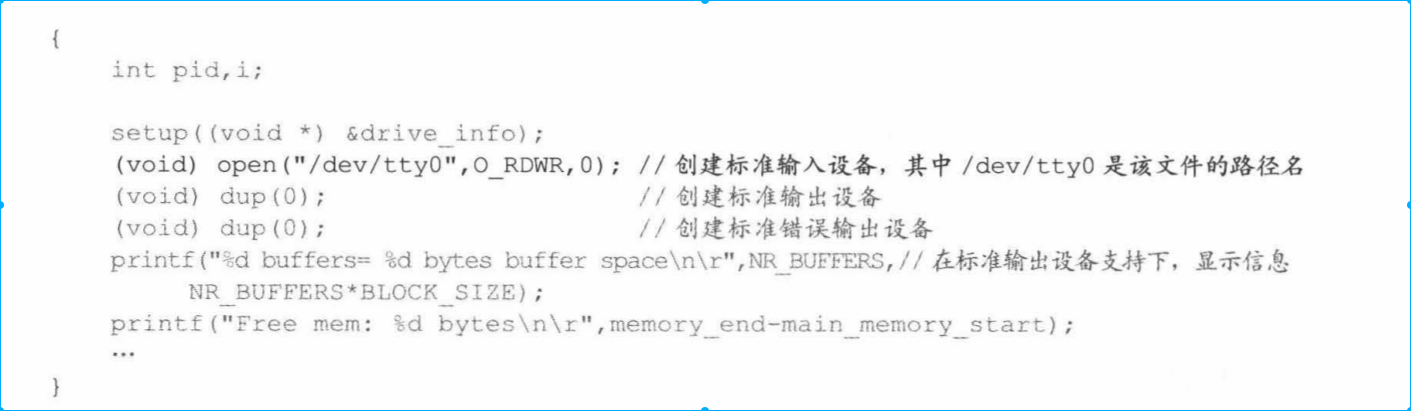 {
int pid,i;
setup((void *) &drive_info);
(void) open("/dev/tty0",O_RDWR,0); // 创建标准输入设备，其中 /dev/tty0 是该文件的路径名
(void) dup(0); // 创建标准输出设备
(void) dup(0); // 创建标准错误输出设备
printf("%d buffers= %d bytes buffer space\n\r",NR_BUFFERS,// 在标准输出设备支持下，显示信息
NR_BUFFERS*BLOCK_SIZE);
printf("Free mem: %d bytes\n\r",memory_end-main_memory_start);
…
}